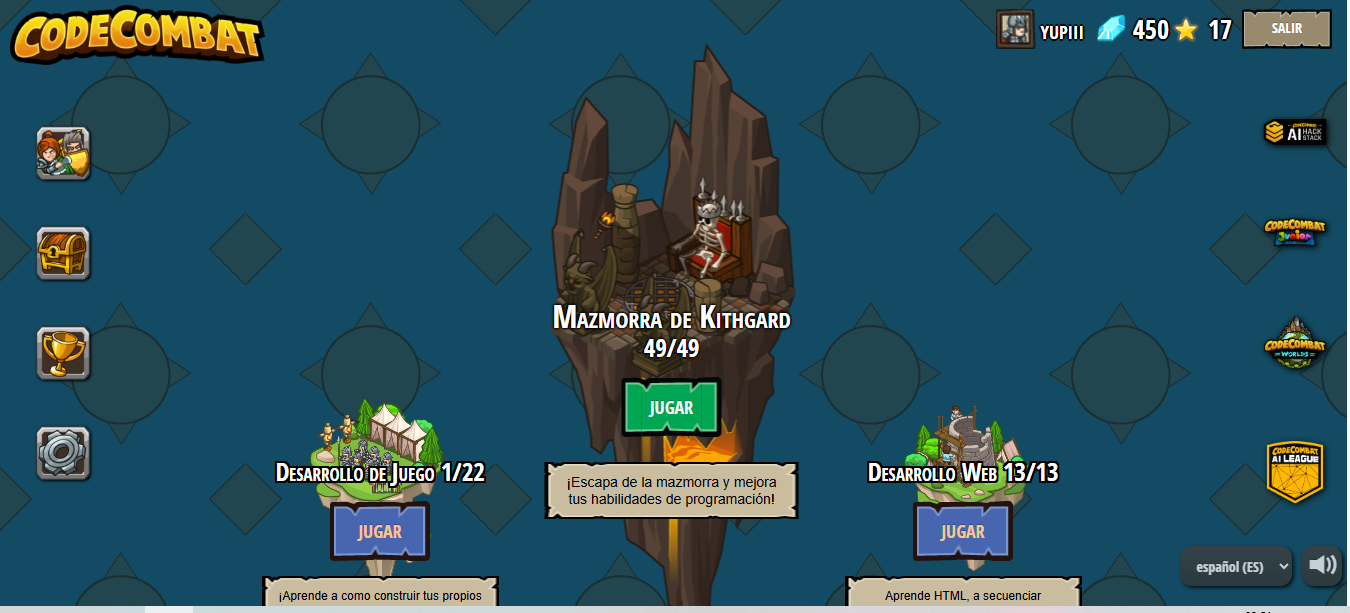 CODECOMBAT
yupiii 450 17 SALIR
CODECOMBAT AI HACK STACK
CODECOMBAT Junior
CODECOMBAT WORLDS
CODECOMBAT AI LEAGUE
Mazmorra de Kithgard
49/49
JUGAR
¡Escapa de la mazmorra y mejora
tus habilidades de programación!
Desarrollo de Juego 1/22
JUGAR
¡Aprende a como construir tus propios
Desarrollo Web 13/13
JUGAR
Aprende HTML, a secuenciar
español (ES)